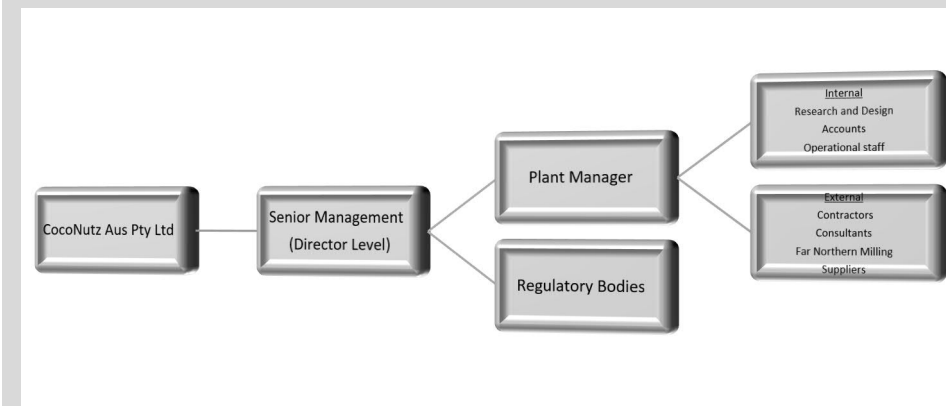 CocoNutz Aus Pty Ltd
Senior Management
(Director Level)
Plant Manager
Regulatory Bodies
Internal
Research and Design
Accounts
Operational staff
External
Contractors
Consultants
Far Northern Milling
Suppliers